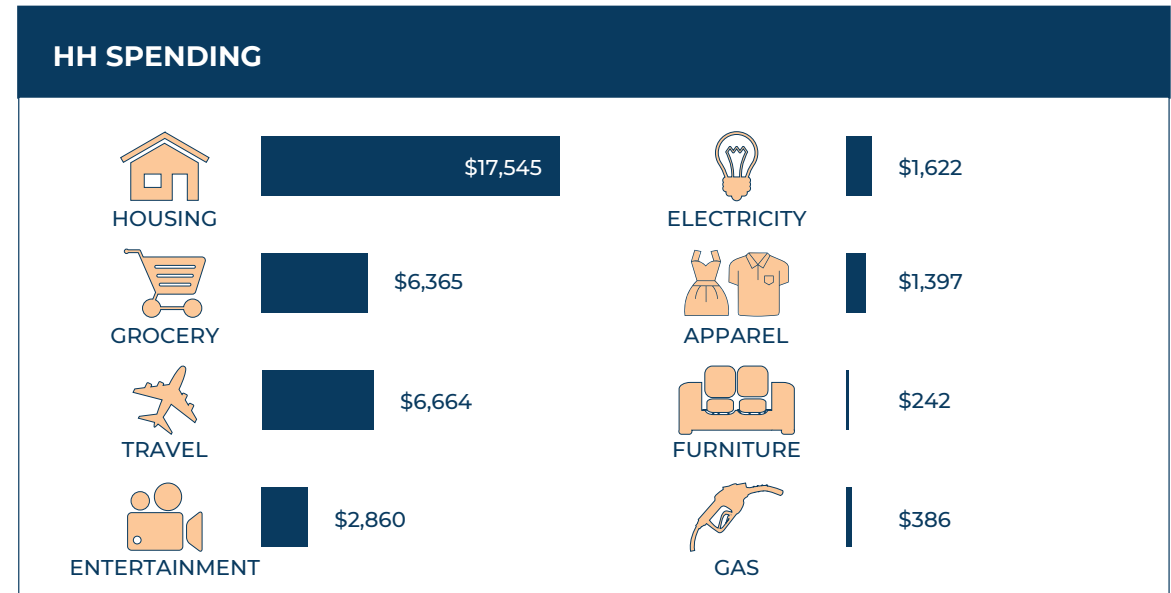 HH SPENDING
$17,545
HOUSING
$6,365
GROCERY
$6,664
TRAVEL
$2,860
ENTERTAINMENT
$1,622
ELECTRICITY
$1,397
APPAREL
$242
FURNITURE
$386
GAS